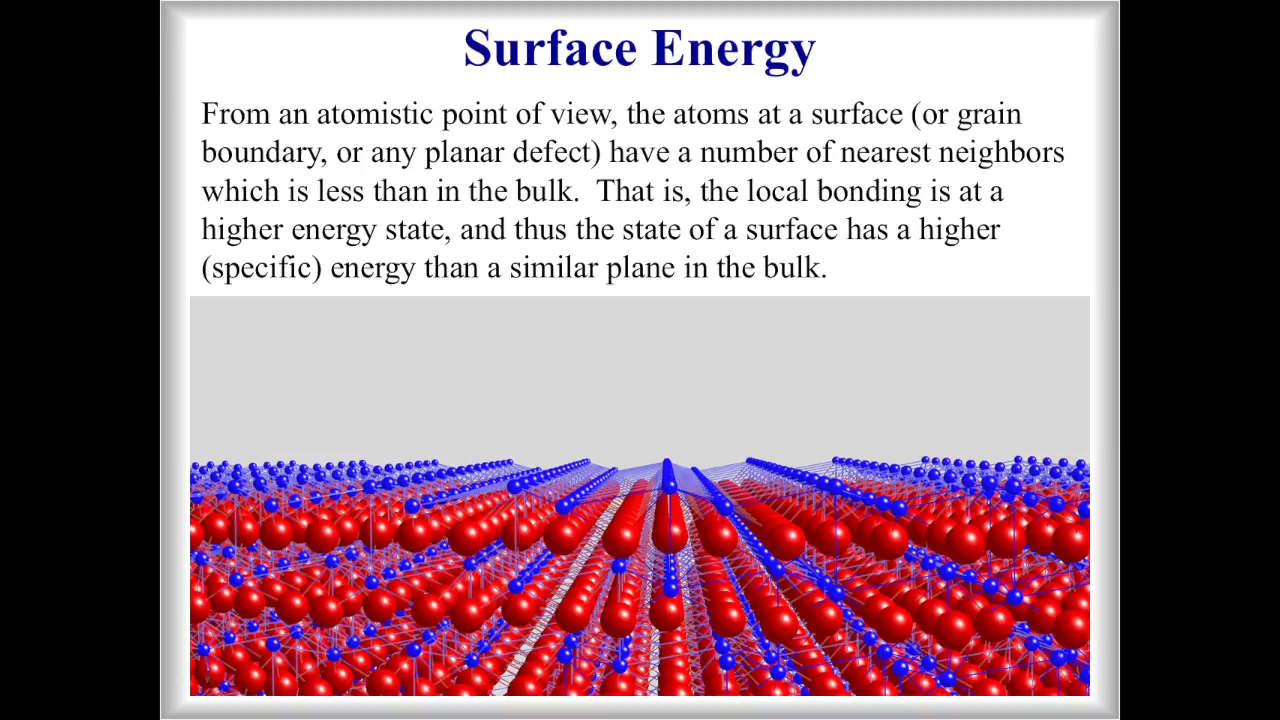 Surface Energy
From an atomistic point of view, the atoms at a surface (or grain
boundary, or any planar defect) have a number of nearest neighbors
which is less than in the bulk.  That is, the local bonding is at a
higher energy state, and thus the state of a surface has a higher
(specific) energy than a similar plane in the bulk.